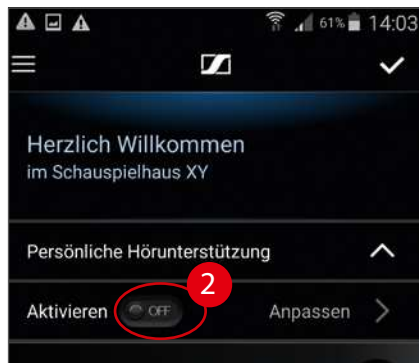 61% 14:03
Herzlich Willkommen
im Schauspielhaus XY
Persönliche Hörunterstützung
2
Aktivieren OFF Anpassen